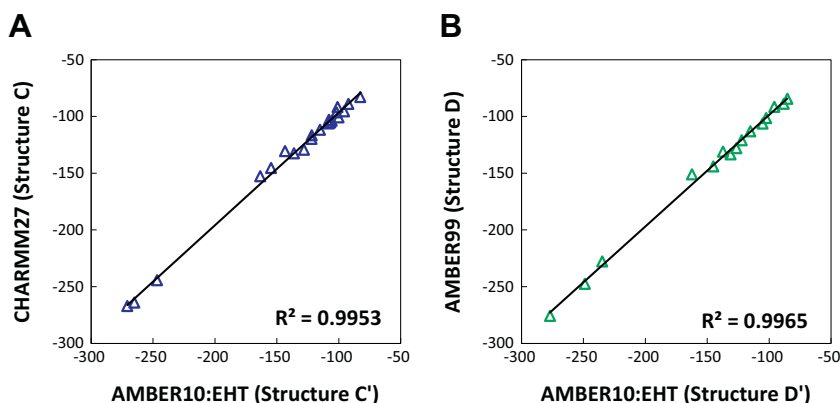 A
CHARMM27 (Structure C)
-50
-100
-150
-200
-250
-300
-300 -250 -200 -150 -100 -50
R² = 0.9953
AMBER10:EHT (Structure C')
B
AMBER99 (Structure D)
-50
-100
-150
-200
-250
-300
-300 -250 -200 -150 -100 -50
R² = 0.9965
AMBER10:EHT (Structure D')